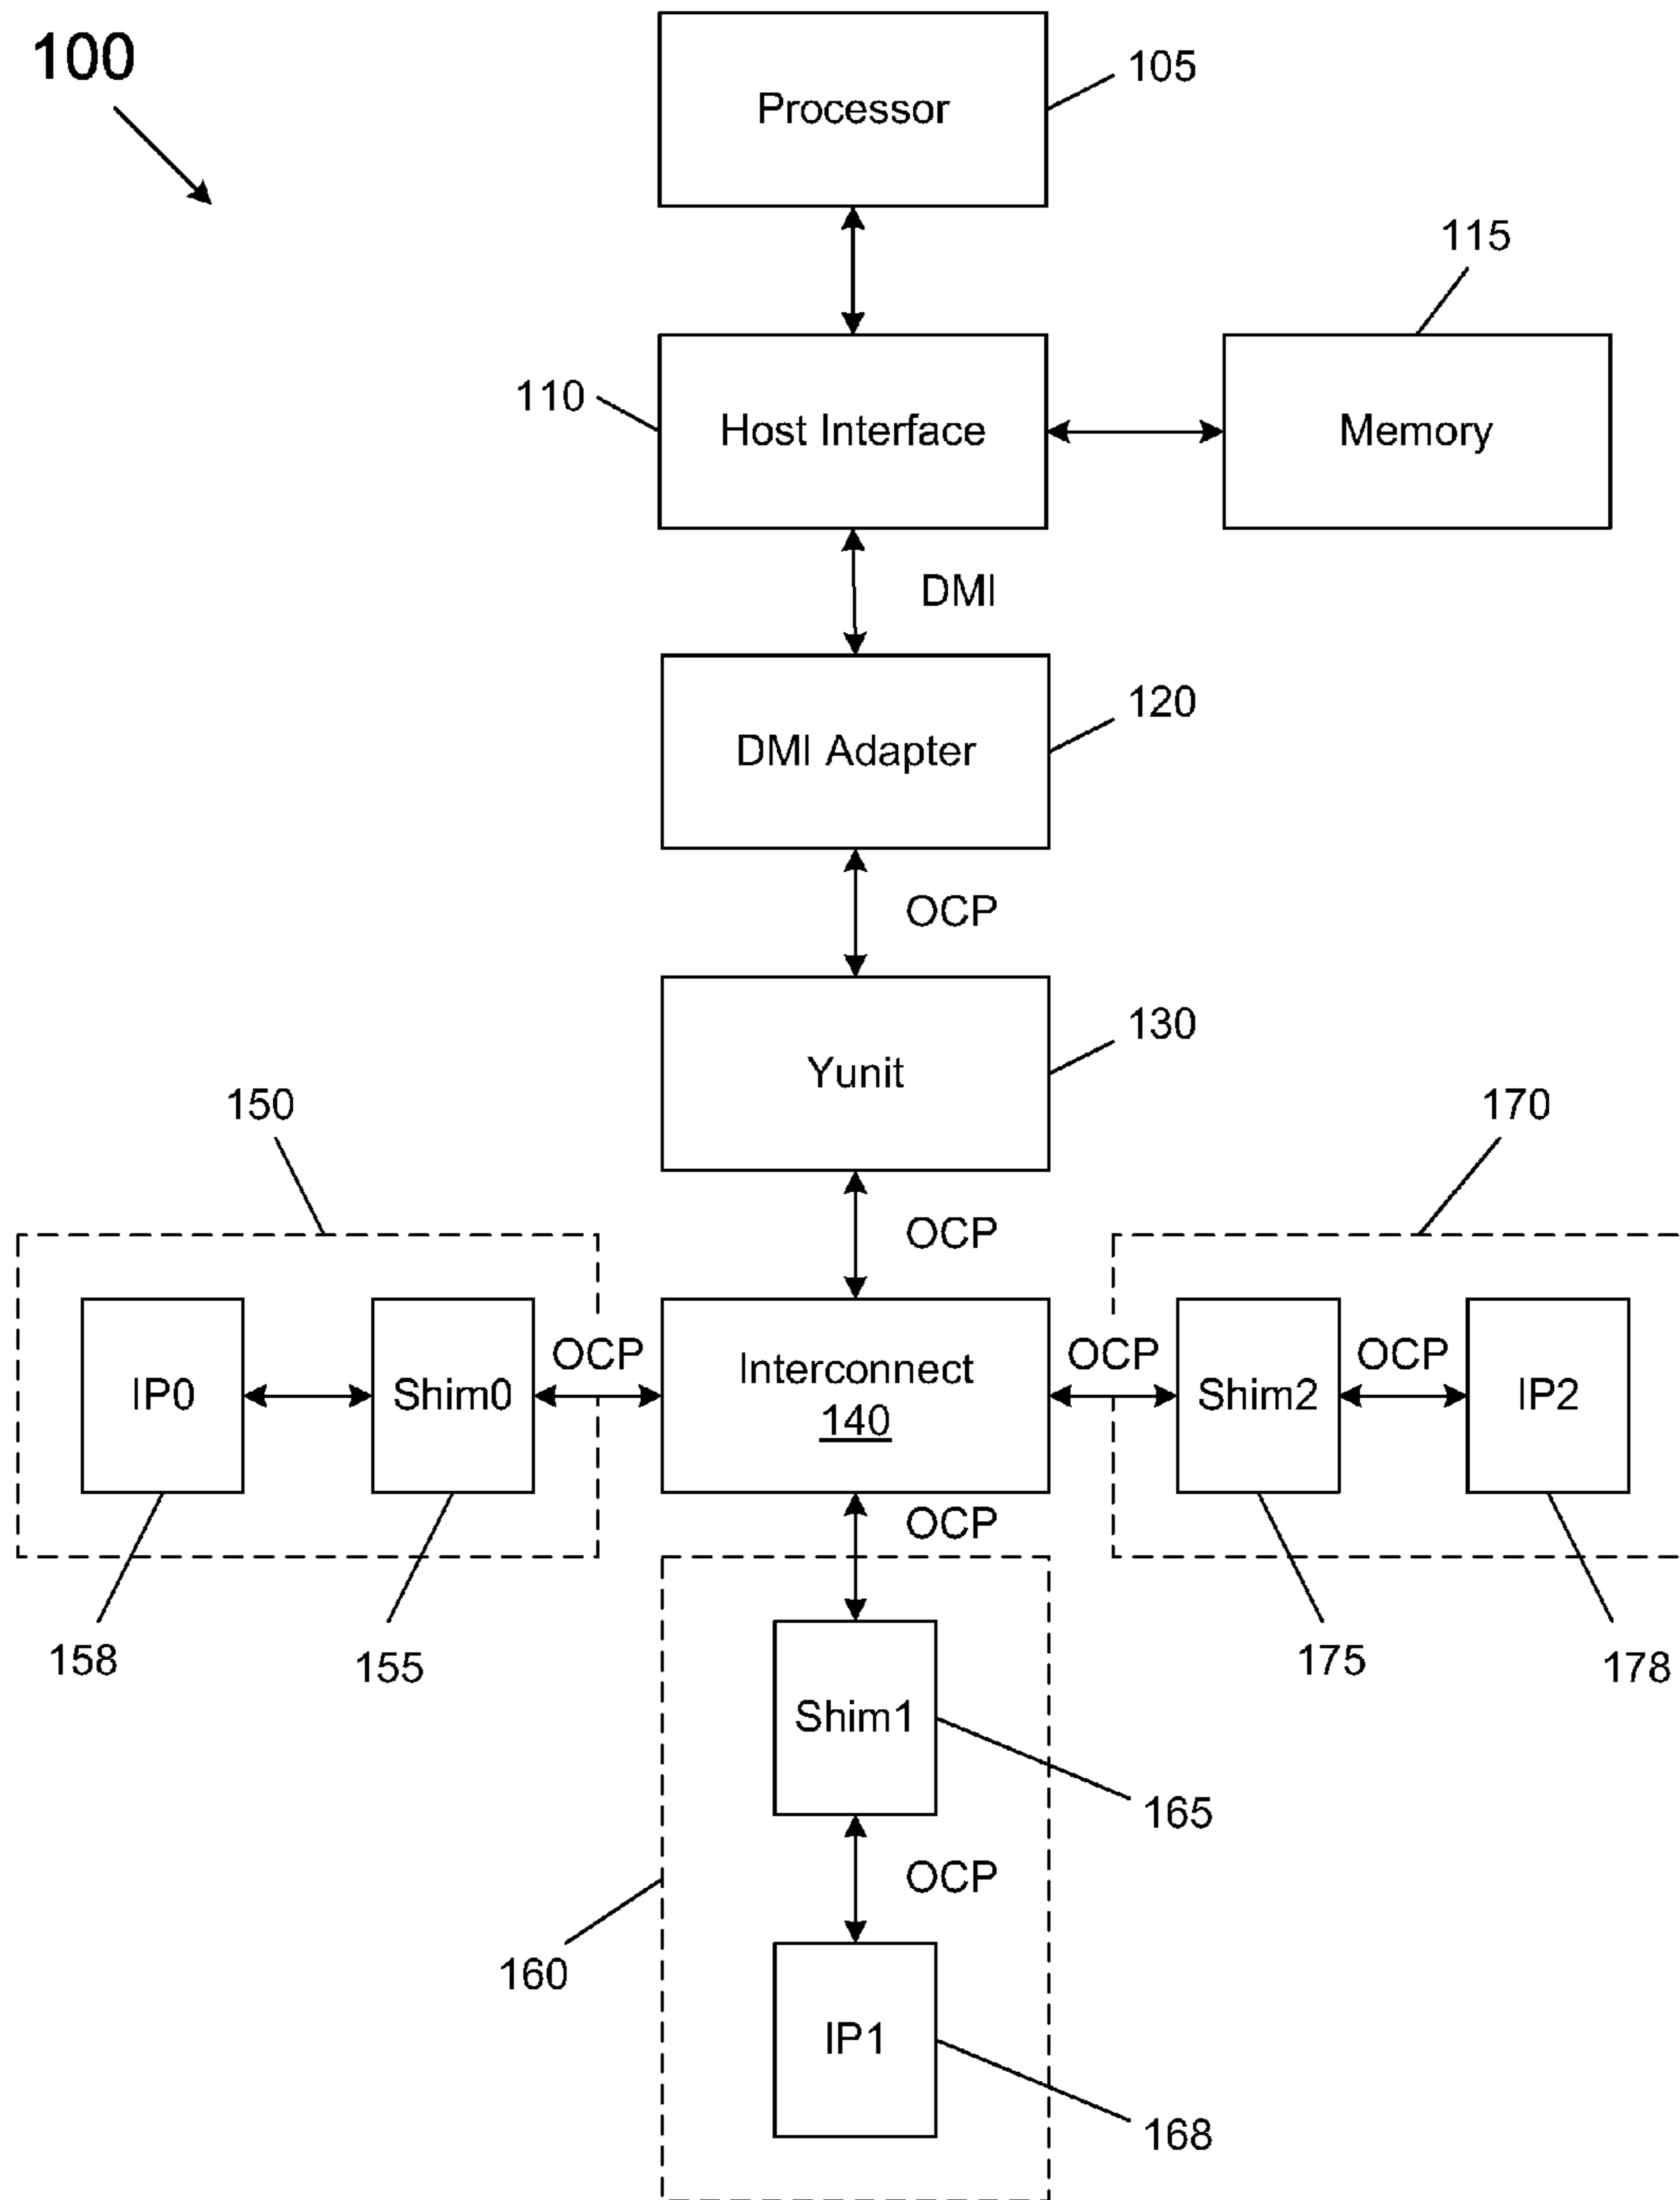 100
Processor
105
115
110
Host Interface
Memory
DMI
DMI Adapter
120
OCP
Yunit
130
150
170
OCP
IP0
Shim0
OCP
Interconnect
140
OCP
Shim2
OCP
IP2
OCP
158
155
175
178
Shim1
165
OCP
160
IP1
168